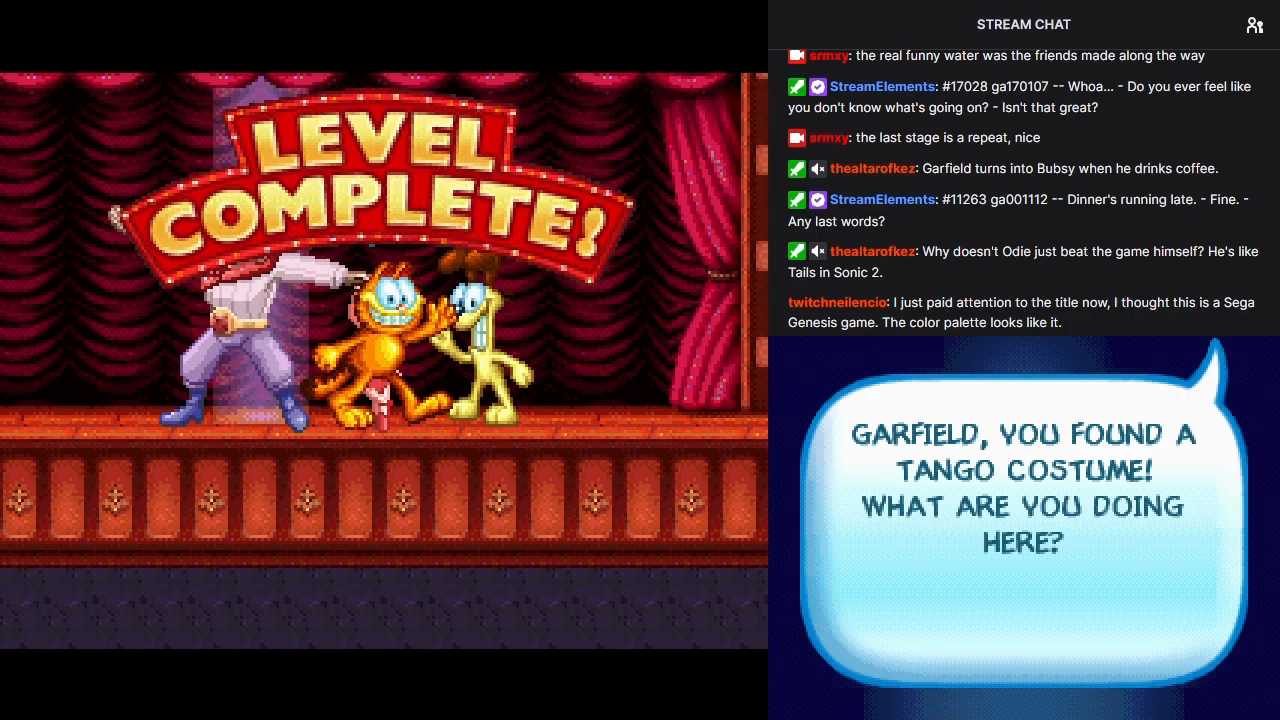 LEVEL
COMPLETE!
STREAM CHAT
srmxy: the real funny water was the friends made along the way
StreamElements: #17028 ga170107 -- Whoa... - Do you ever feel like
you don't know what's going on? - Isn't that great?
srmxy: the last stage is a repeat, nice
thealtarofkez: Garfield turns into Bubsy when he drinks coffee.
StreamElements: #11263 ga001112 -- Dinner's running late. - Fine. -
Any last words?
thealtarofkez: Why doesn't Odie just beat the game himself? He's like
Tails in Sonic 2.
twitchneilencio: I just paid attention to the title now, I thought this is a Sega
Genesis game. The color palette looks like it.
GARFIELD, YOU FOUND A
TANGO COSTUME!
WHAT ARE YOU DOING
HERE?